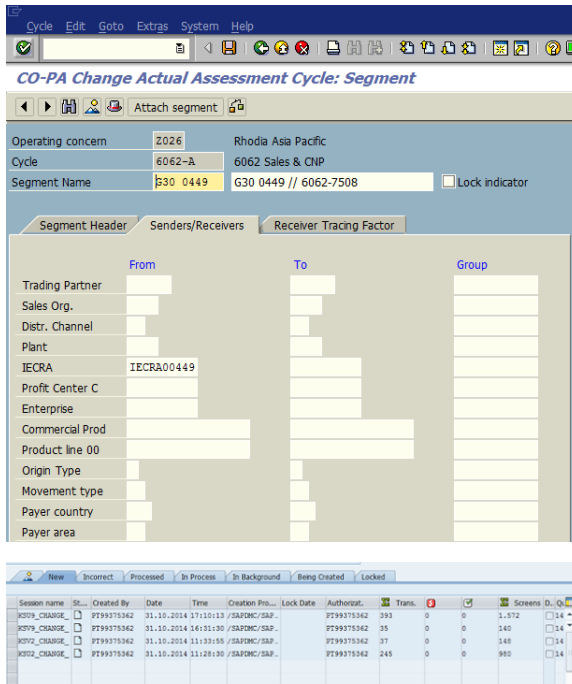 Cycle Edit Goto Extras System Help
CO-PA Change Actual Assessment Cycle: Segment
Attach segment
Operating concern Z026 Rhodia Asia Pacific
Cycle 6062-A 6062 Sales & CNP
Segment Name G30 0449 G30 0449 // 6062-7508 Lock indicator
Segment Header Senders/Receivers Receiver Tracing Factor
From To Group
Trading Partner
Sales Org.
Distr. Channel
Plant
IECRA IECRA00449
Profit Center C
Enterprise
Commercial Prod
Product line 00
Origin Type
Movement type
Payer country
Payer area
New Incorrect Processed In Process In Background Being Created Locked
Session name St... Created By Date Time Creation Pro... Lock Date Authorizat. Trans. Screens D. Qu
KSU9_CHANGE_ PT99375362 31.10.2014 17:10:13 /SAPDMC/SAP.. PT99375362 393 0 0 1.572 14
PT99375362 31.10.2014 16:31:30 /SAPDMC/SAP.. PT99375362 35 0 0 140 14
PT99375362 31.10.2014 11:33:55 /SAPDMC/SAP.. PT99375362 37 0 0 148 14
KSU2_CHANGE_ PT99375362 31.10.2014 11:28:30 /SAPDMC/SAP.. PT99375362 245 0 0 980 14